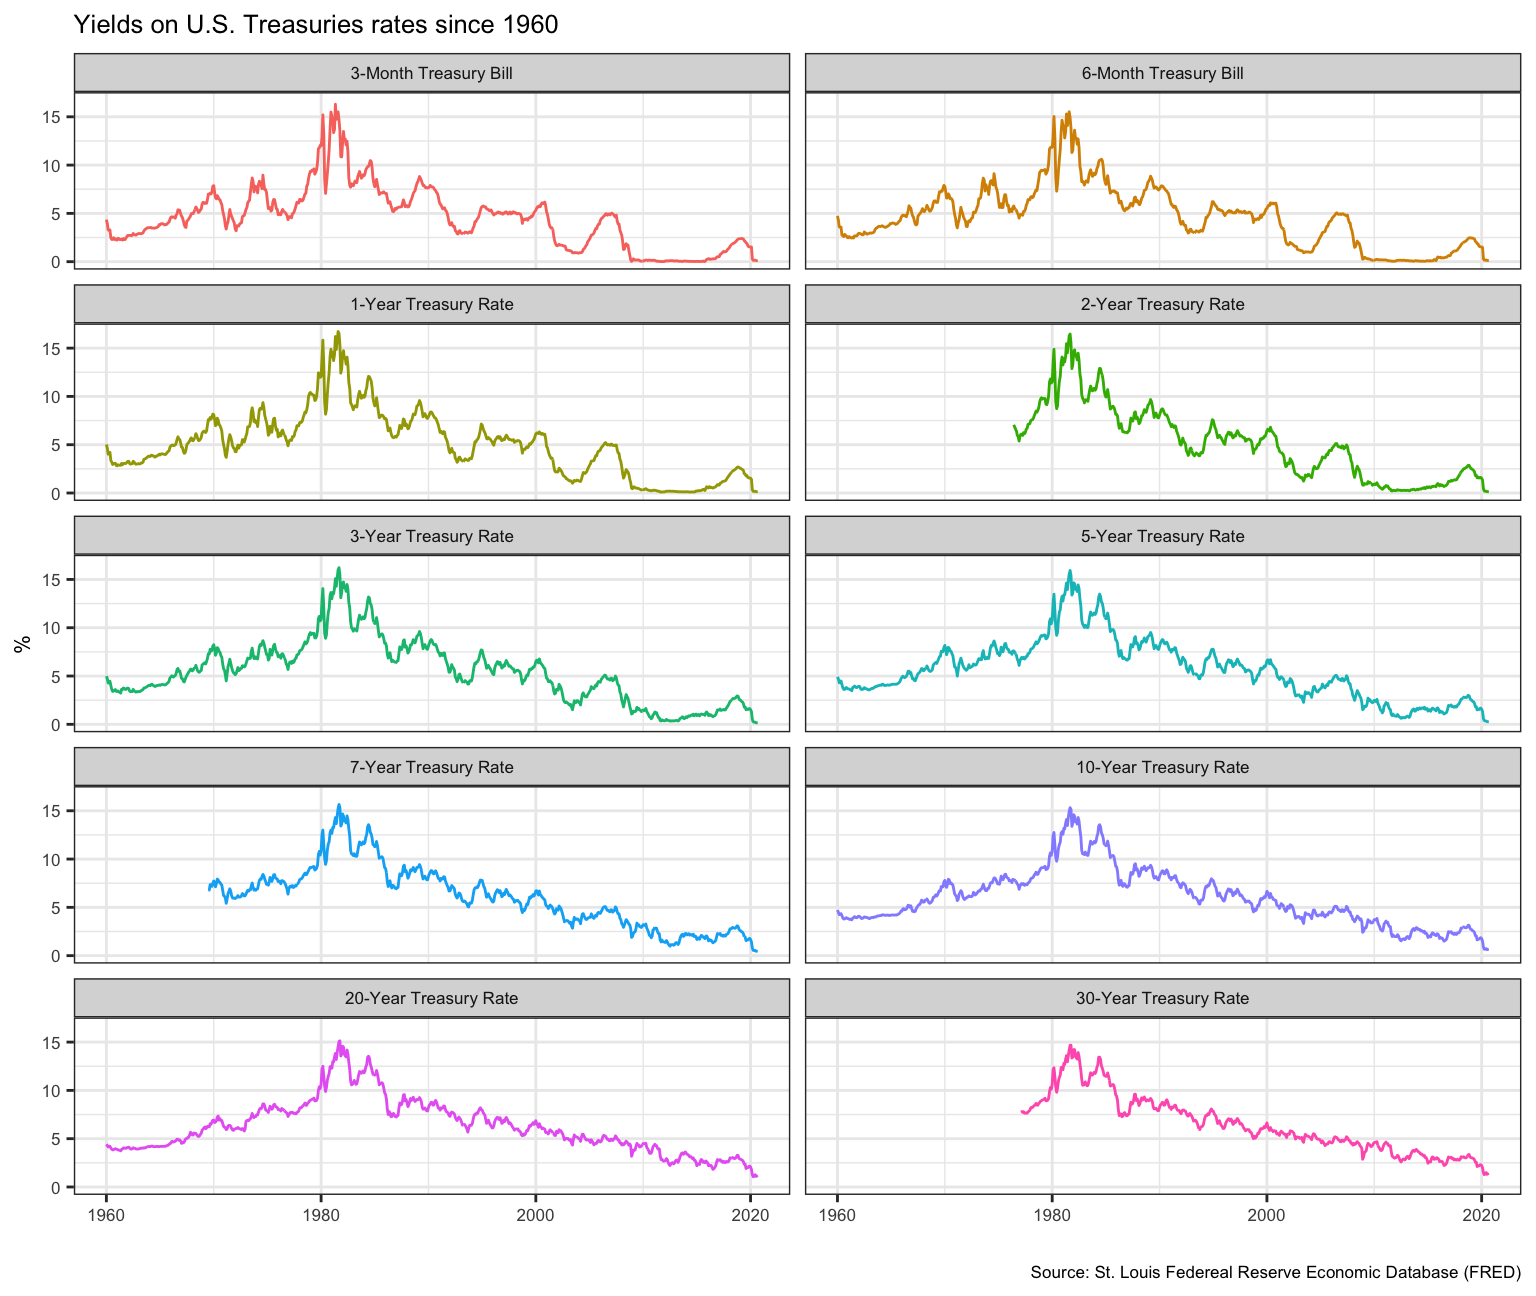 Yields on U.S. Treasuries rates since 1960
3-Month Treasury Bill
6-Month Treasury Bill
15
10
5
0
1-Year Treasury Rate
2-Year Treasury Rate
15
10
5
0
3-Year Treasury Rate
5-Year Treasury Rate
15
10
5
0
%
7-Year Treasury Rate
10-Year Treasury Rate
15
10
5
0
20-Year Treasury Rate
30-Year Treasury Rate
15
10
5
0
1960 1980 2000 2020
1960 1980 2000 2020
Source: St. Louis Federeal Reserve Economic Database (FRED)